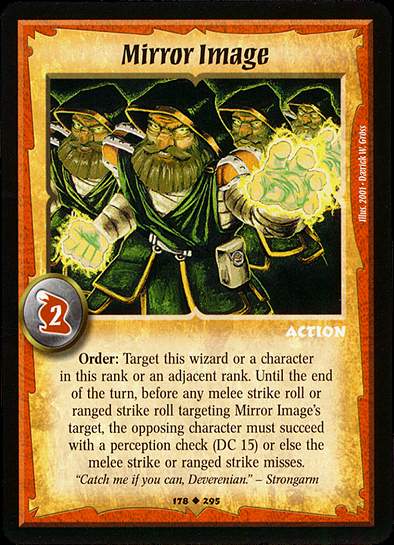 Mirror Image
Illus. 2001 · Darrick W. Gross
2
ACTION
Order: Target this wizard or a character
in this rank or an adjacent rank. Until the end
of the turn, before any melee strike roll or
ranged strike roll targeting Mirror Image's
target, the opposing character must succeed
with a perception check (DC 15) or else the
melee strike or ranged strike misses.
"Catch me if you can, Deverenian." – Strongarm
178 ◆ 295